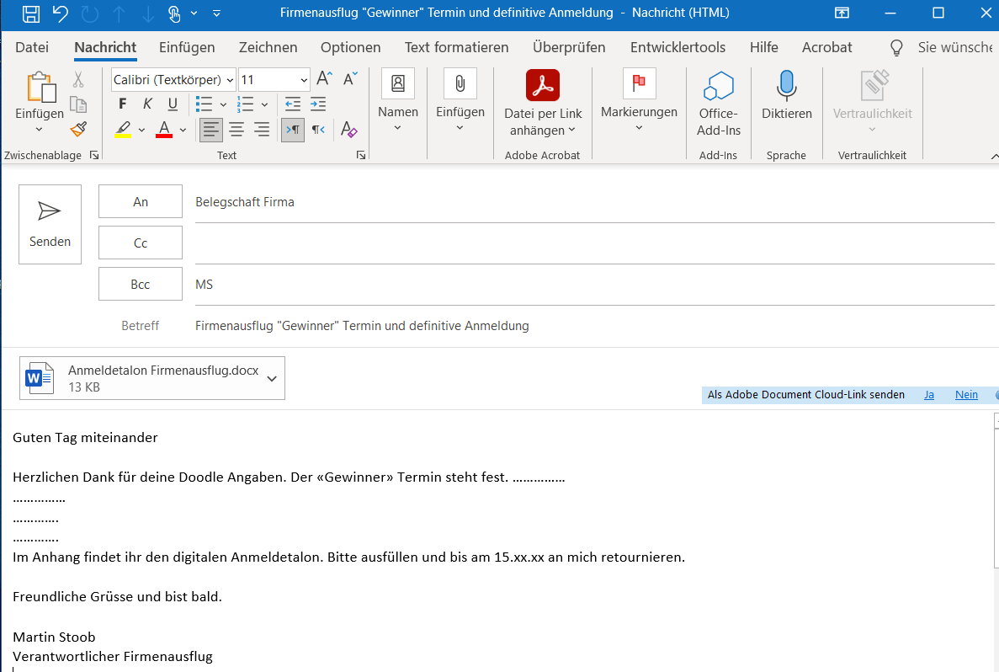 Firmenausflug "Gewinner" Termin und definitive Anmeldung - Nachricht (HTML)
Datei Nachricht Einfügen Zeichnen Optionen Text formatieren Überprüfen Entwicklertools Hilfe Acrobat Sie wünsche
Calibri (Textkörper) 11
F K U
Einfügen
Namen
Einfügen
Datei per Link anhängen
Markierungen
Office-Add-Ins
Diktieren
Vertraulichkeit
Zwischenablage Text Adobe Acrobat Add-Ins Sprache Vertraulichkeit
Senden
An Belegschaft Firma
Cc
Bcc MS
Betreff Firmenausflug "Gewinner" Termin und definitive Anmeldung
Anmeldetalon Firmenausflug.docx
13 KB
Als Adobe Document Cloud-Link senden Ja Nein
Guten Tag miteinander
Herzlichen Dank für deine Doodle Angaben. Der «Gewinner» Termin steht fest. ……………
……………
………….
………….
Im Anhang findet ihr den digitalen Anmeldetalon. Bitte ausfüllen und bis am 15.xx.xx an mich retournieren.
Freundliche Grüsse und bist bald.
Martin Stoob
Verantwortlicher Firmenausflug